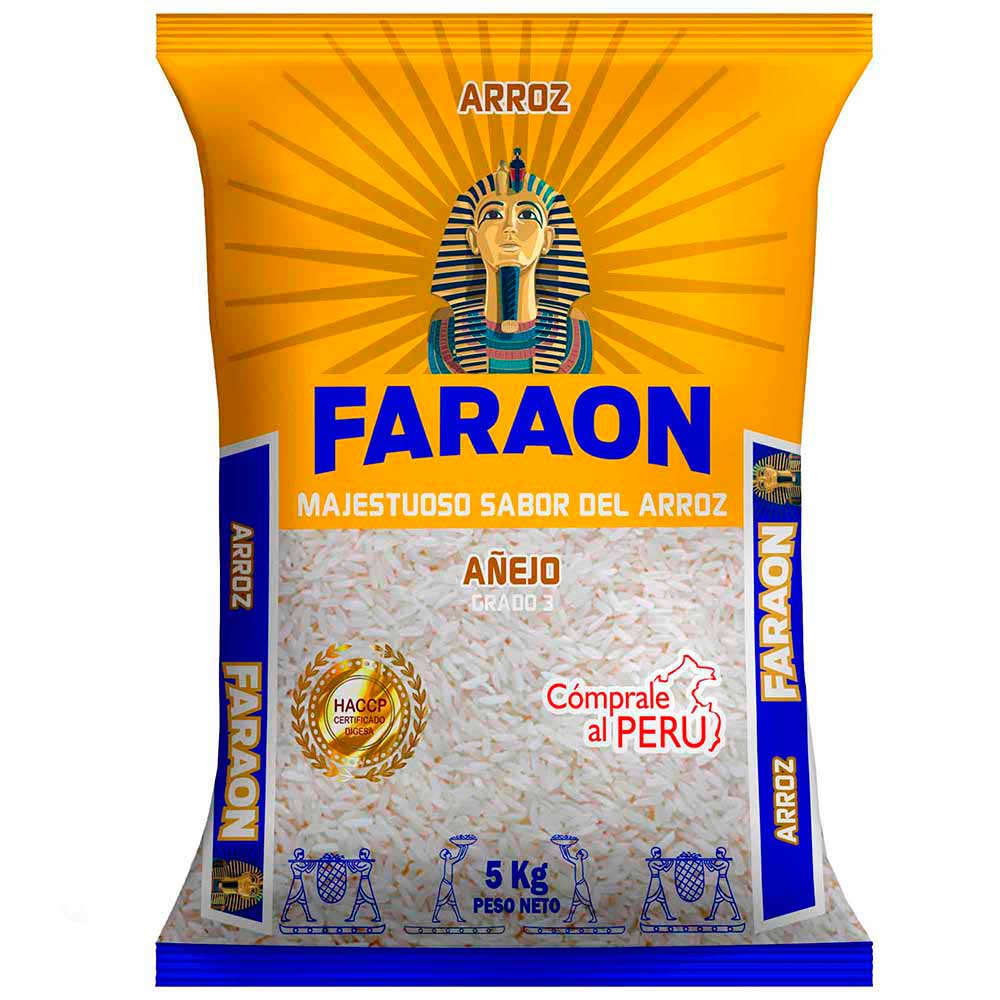 ARROZ
FARAON
MAJESTUOSO SABOR DEL ARROZ
AÑEJO
GRADO 3
HACCP
CERTIFICADO
DIGESA
Cómprale
al PERÚ
5 Kg
PESO NETO
ARROZ
FARAON
FARAON
ARROZ